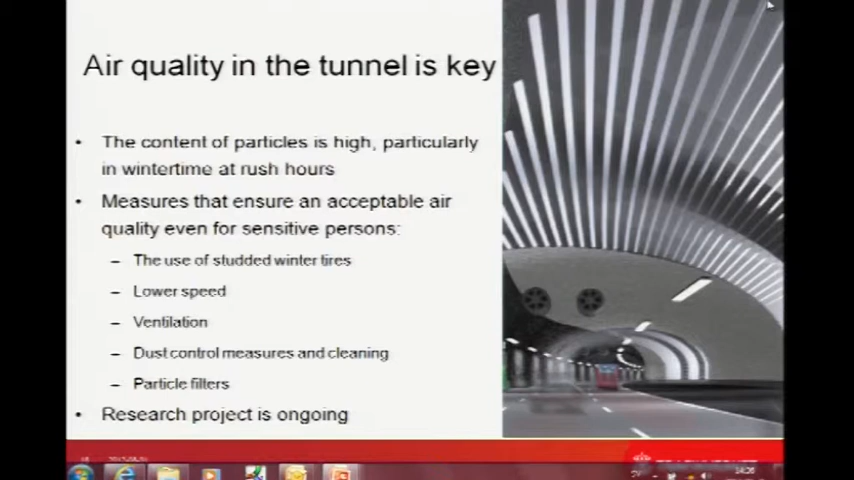 Air quality in the tunnel is key
• The content of particles is high, particularly
in wintertime at rush hours
• Measures that ensure an acceptable air
quality even for sensitive persons:
– The use of studded winter tires
– Lower speed
– Ventilation
– Dust control measures and cleaning
– Particle filters
• Research project is ongoing